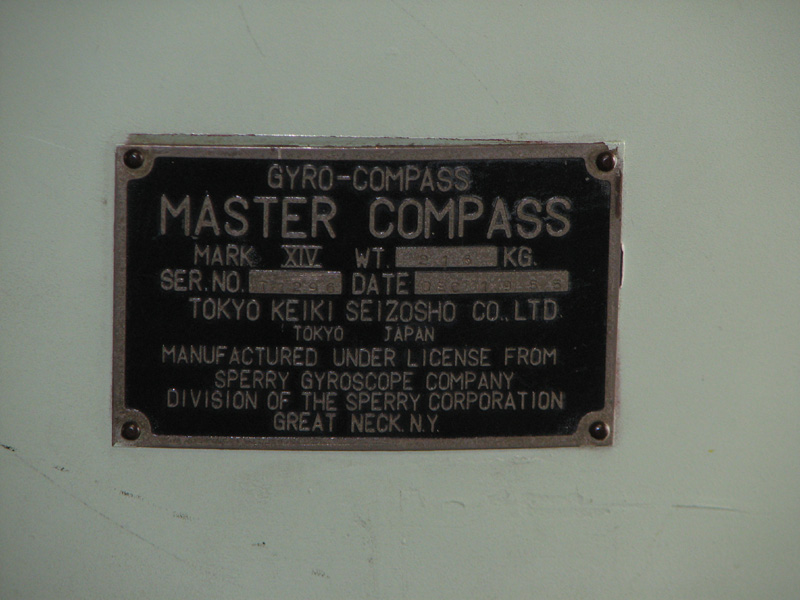 GYRO-COMPASS
MASTER COMPASS
MARK XIV WT. KG.
SER. NO. DATE
TOKYO KEIKI SEIZOSHO CO., LTD.
TOKYO JAPAN
MANUFACTURED UNDER LICENSE FROM
SPERRY GYROSCOPE COMPANY
DIVISION OF THE SPERRY CORPORATION
GREAT NECK. N.Y.